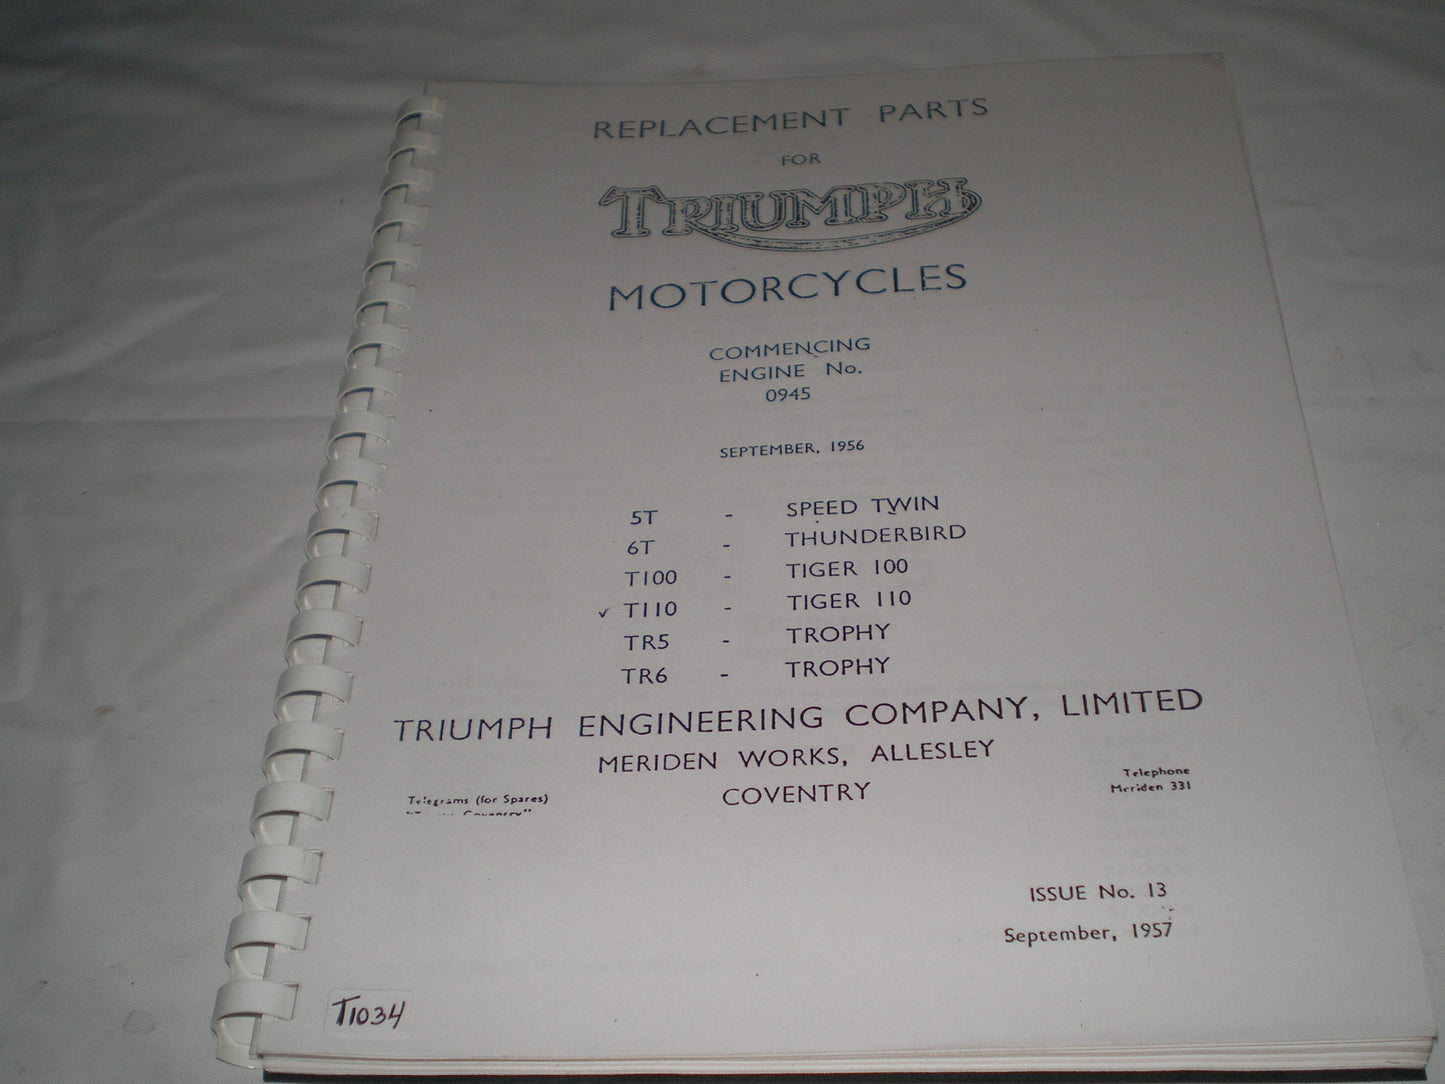 REPLACEMENT PARTS
FOR
TRIUMPH
MOTORCYCLES
COMMENCING
ENGINE No.
0945
SEPTEMBER, 1956
5T - SPEED TWIN
6T - THUNDERBIRD
T100 - TIGER 100
✓ T110 - TIGER 110
TR5 - TROPHY
TR6 - TROPHY
TRIUMPH ENGINEERING COMPANY, LIMITED
MERIDEN WORKS, ALLESLEY
COVENTRY
Telegrams (for Spares)
Coventry"
Telephone
Meriden 331
ISSUE No. 13
September, 1957
T1034